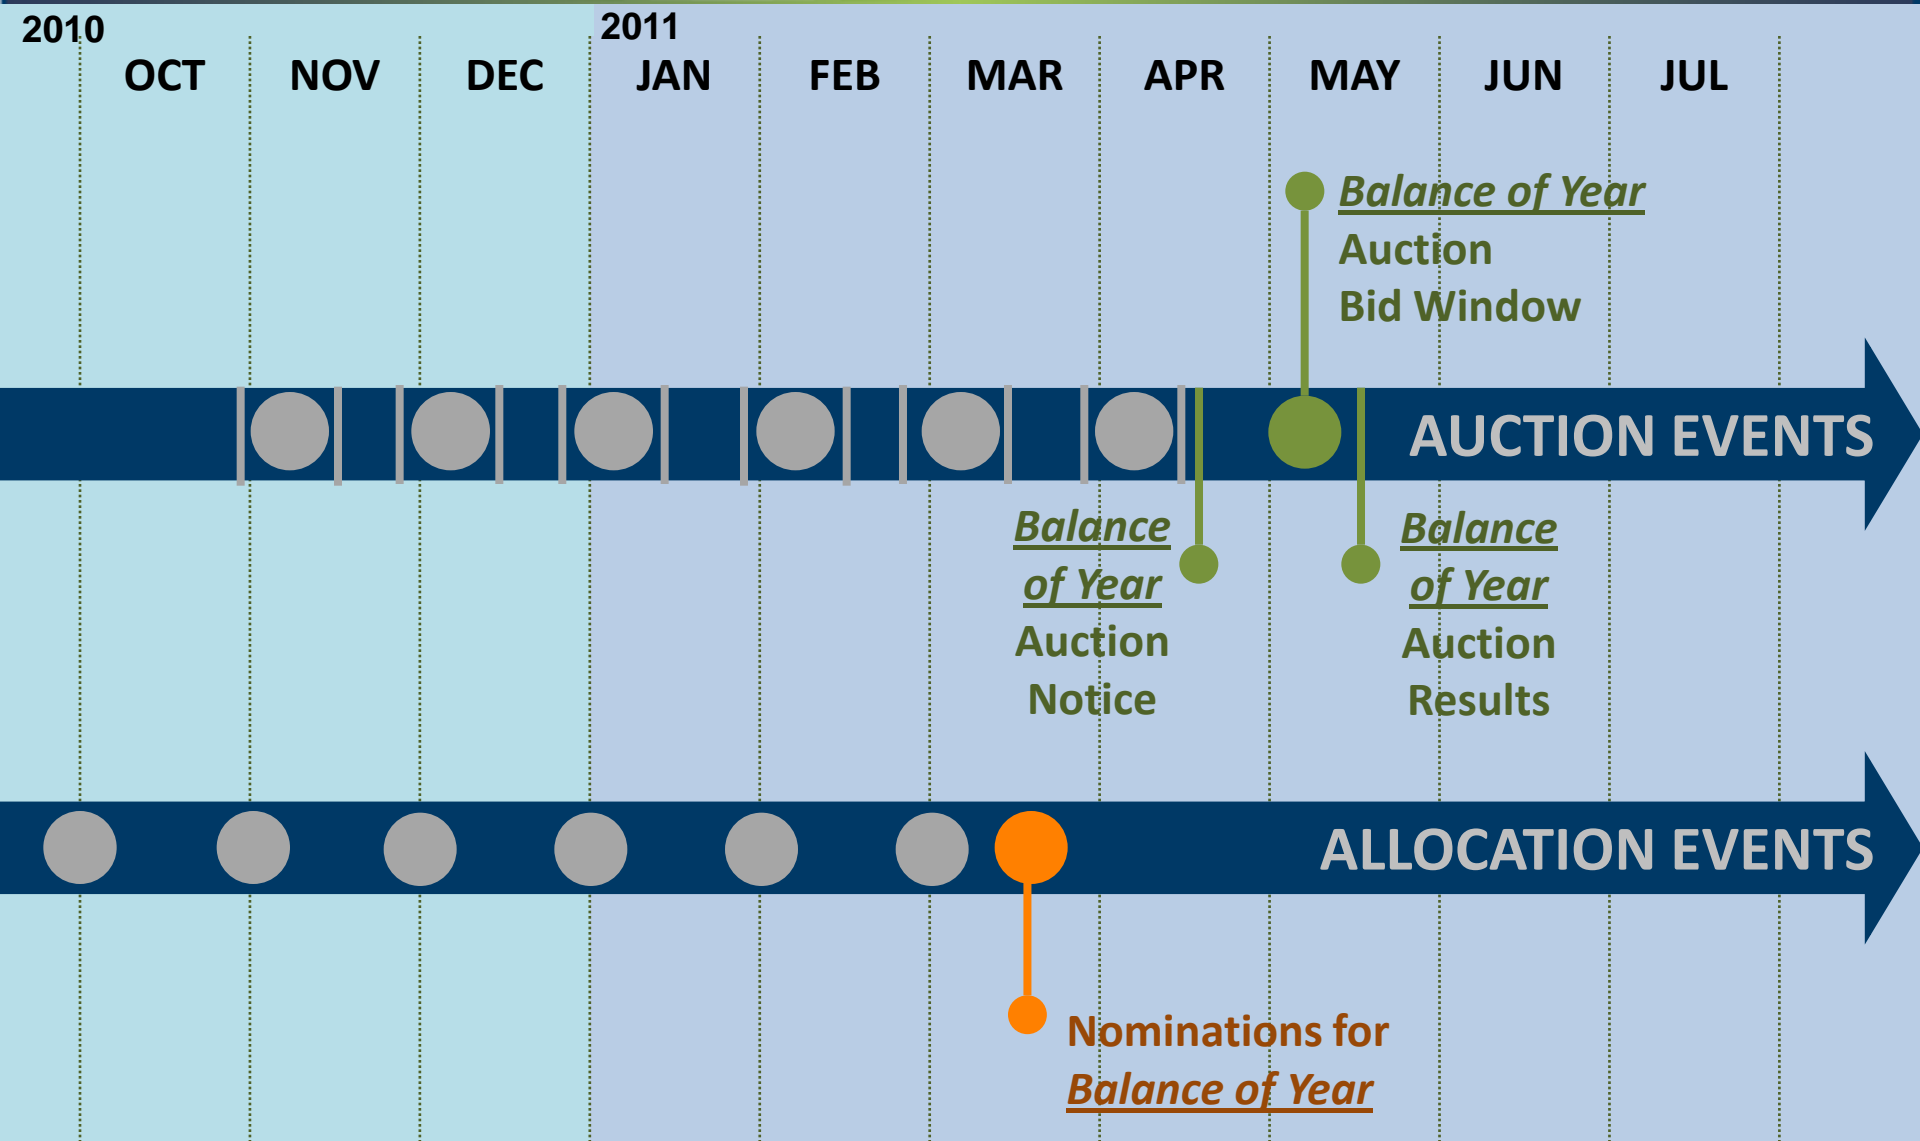 2010
2011
OCT NOV DEC JAN FEB MAR APR MAY JUN JUL
Balance of Year
Auction
Bid Window
AUCTION EVENTS
Balance
of Year
Auction
Notice
Balance
of Year
Auction
Results
ALLOCATION EVENTS
Nominations for
Balance of Year